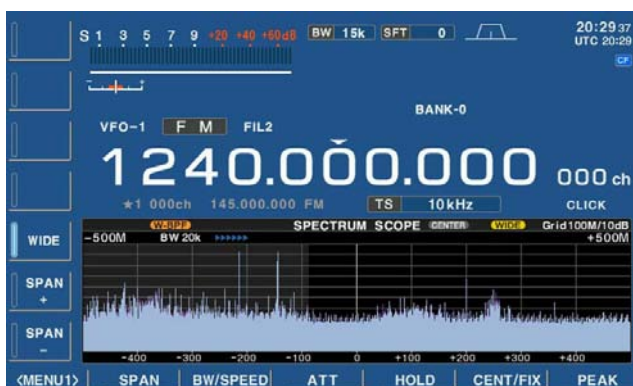 S 1 3 5 7 9 +20 +40 +60dB BW 15k SFT 0 20:29 37
UTC 20:29
CF
- +
BANK-0
VFO-1 F M FIL2
1240.000.000 000 ch
★1 000ch 145.000.000 FM TS 10kHz CLICK
W-BPF SPECTRUM SCOPE CENTER WIDE Grid100M/10dB
WIDE -500M BW 20k >>>>>> +500M
SPAN
+
SPAN
-
-400 -300 -200 -100 0 +100 +200 +300 +400
<MENU1> SPAN BW/SPEED ATT HOLD CENT/FIX PEAK